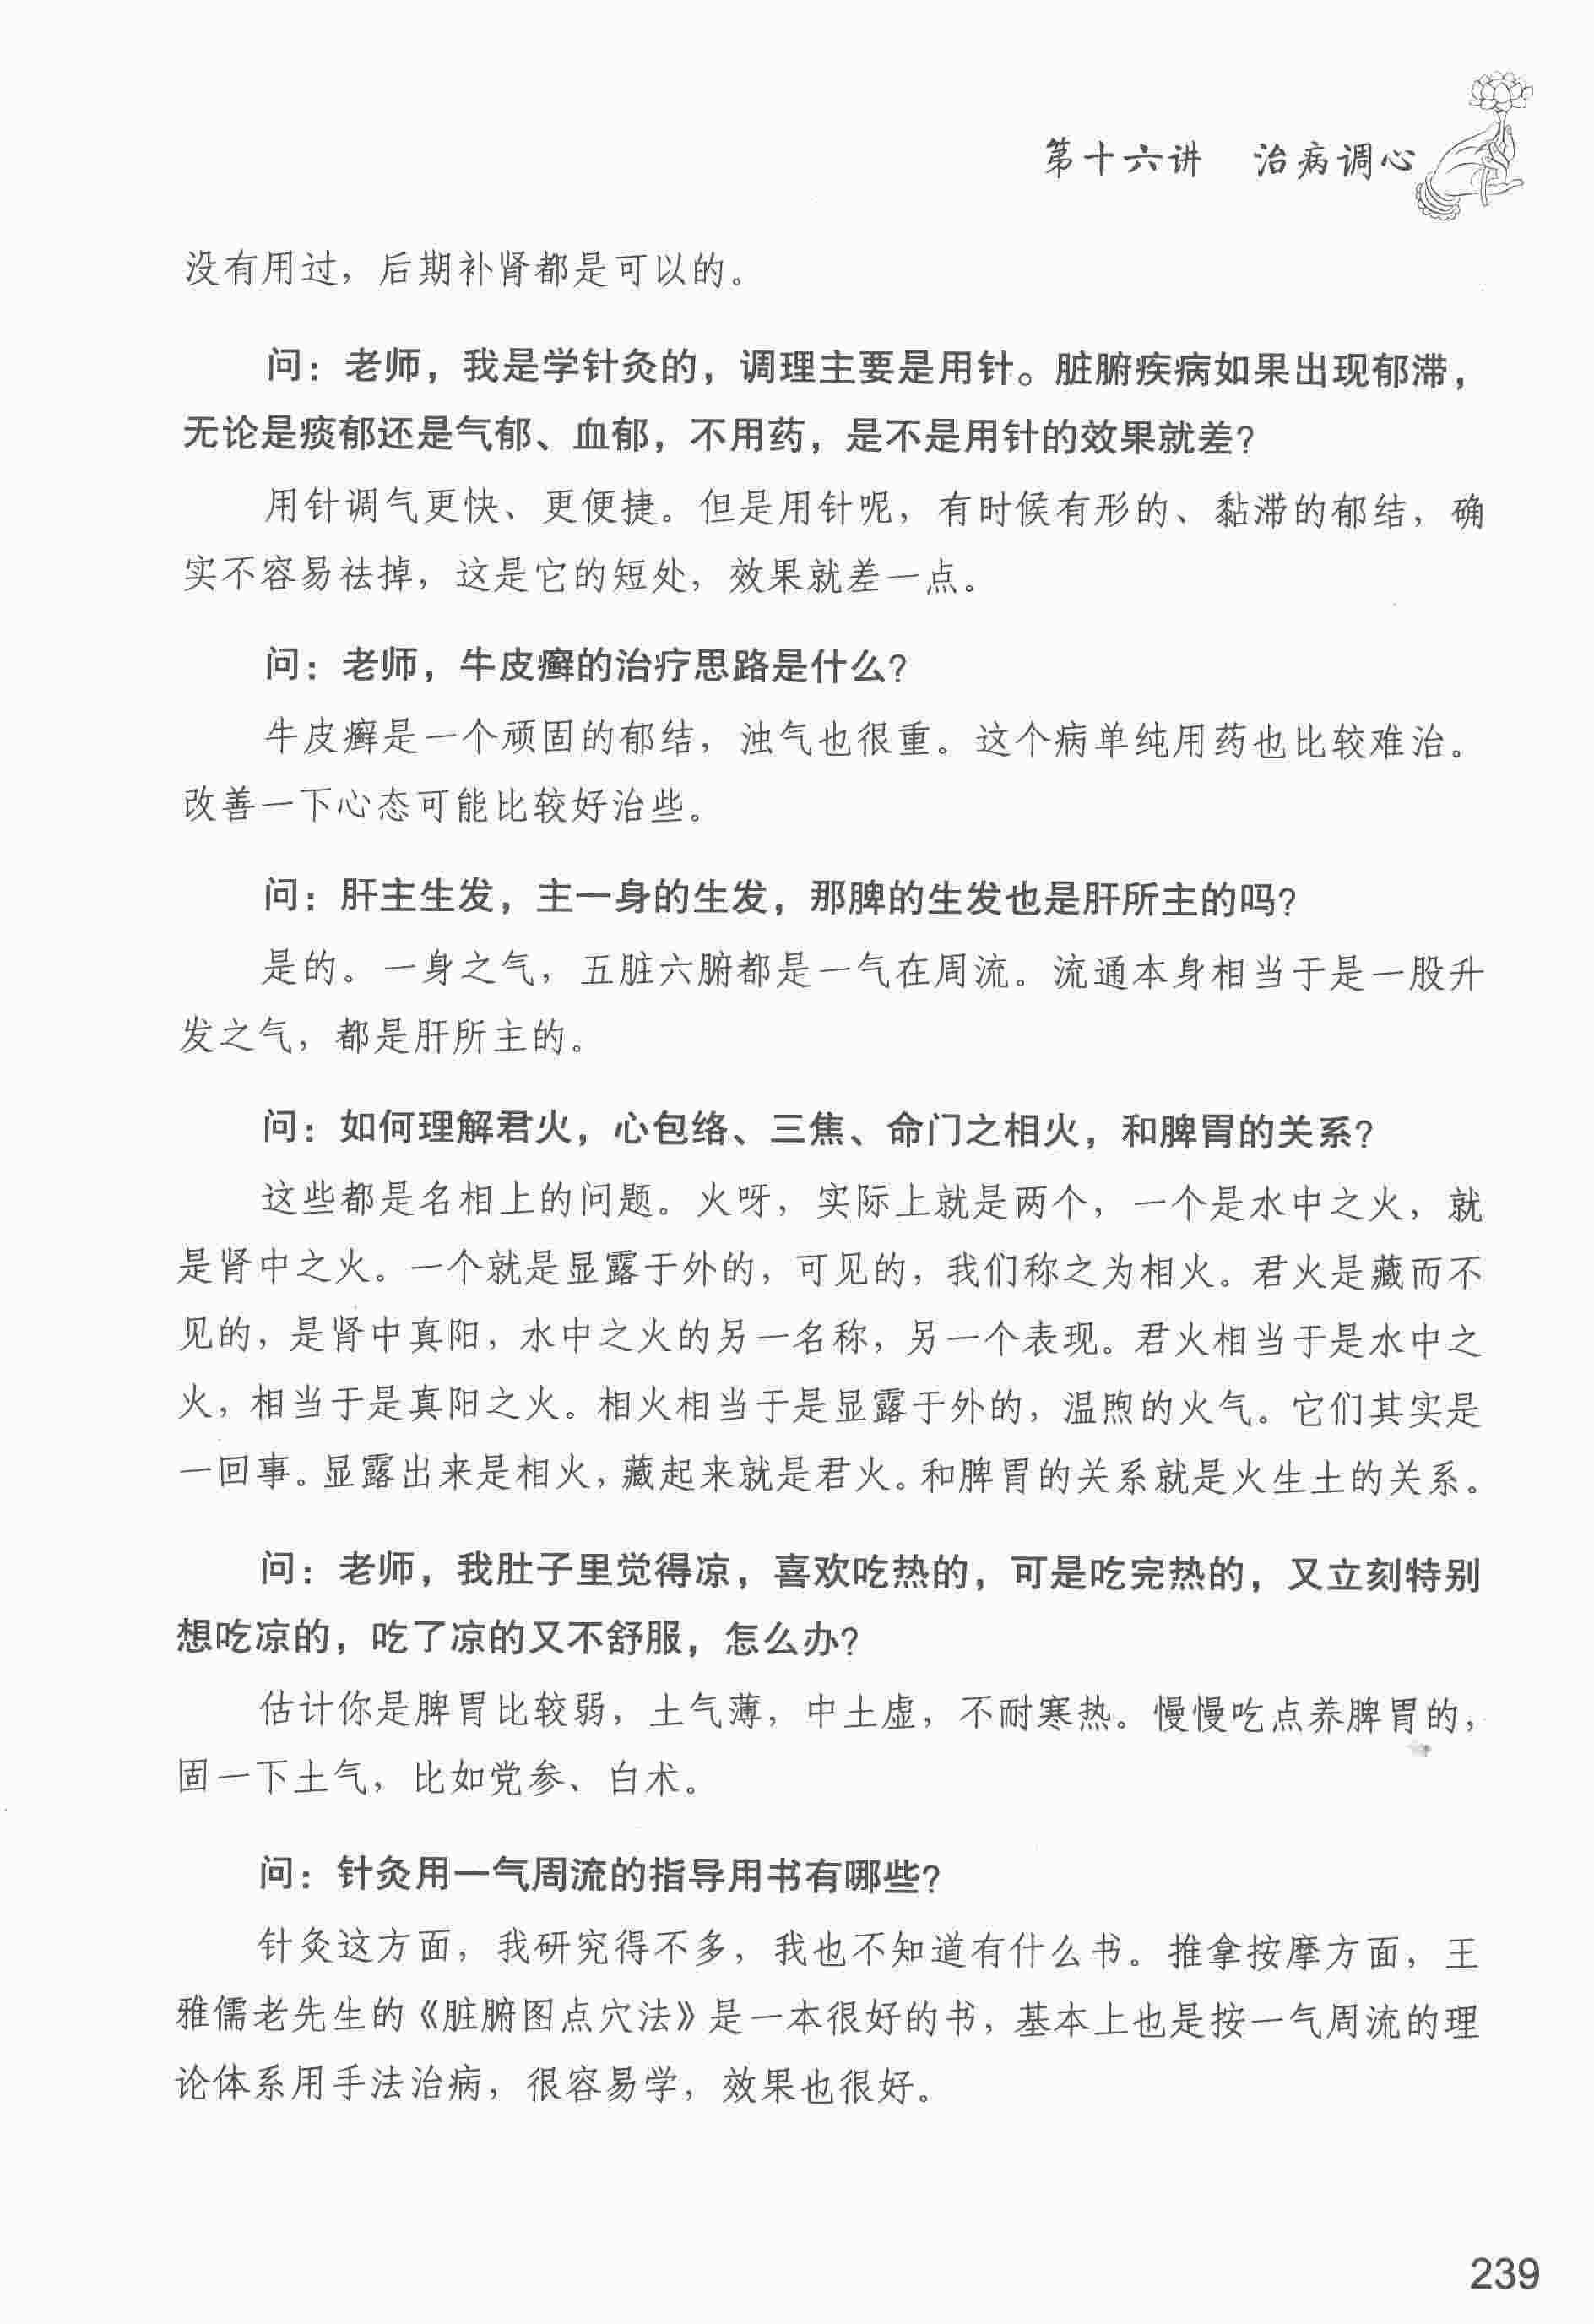 第十六讲 治病调心
没有用过，后期补肾都是可以的。
问：老师，我是学针灸的，调理主要是用针。脏腑疾病如果出现郁滞，
无论是痰郁还是气郁、血郁，不用药，是不是用针的效果就差？
用针调气更快、更便捷。但是用针呢，有时候有形的、黏滞的郁结，确
实不容易祛掉，这是它的短处，效果就差一点。
问：老师，牛皮癣的治疗思路是什么？
牛皮癣是一个顽固的郁结，浊气也很重。这个病单纯用药也比较难治。
改善一下心态可能比较好治些。
问：肝主生发，主一身的生发，那脾的生发也是肝所主的吗？
是的。一身之气，五脏六腑都是一气在周流。流通本身相当于是一股升
发之气，都是肝所主的。
问：如何理解君火，心包络、三焦、命门之相火，和脾胃的关系？
这些都是名相上的问题。火呀，实际上就是两个，一个是水中之火，就
是肾中之火。一个就是显露于外的，可见的，我们称之为相火。君火是藏而不
见的，是肾中真阳，水中之火的另一名称，另一个表现。君火相当于是水中之
火，相当于是真阳之火。相火相当于是显露于外的，温煦的火气。它们其实是
一回事。显露出来是相火，藏起来就是君火。和脾胃的关系就是火生土的关系。
问：老师，我肚子里觉得凉，喜欢吃热的，可是吃完热的，又立刻特别
想吃凉的，吃了凉的又不舒服，怎么办？
估计你是脾胃比较弱，土气薄，中土虚，不耐寒热。慢慢吃点养脾胃的，
固一下土气，比如党参、白术。
问：针灸用一气周流的指导用书有哪些？
针灸这方面，我研究得不多，我也不知道有什么书。推拿按摩方面，王
雅儒老先生的《脏腑图点穴法》是一本很好的书，基本上也是按一气周流的理
论体系用手法治病，很容易学，效果也很好。
239